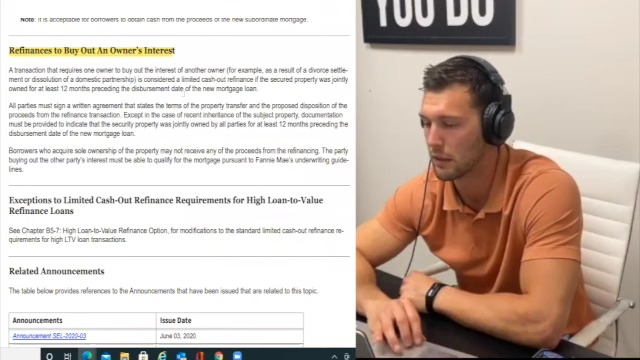 Note: It is acceptable for borrowers to obtain cash from the proceeds of the new subordinate mortgage.
Refinances to Buy Out An Owner's Interest
A transaction that requires one owner to buy out the interest of another owner (for example, as a result of a divorce settle-
ment or dissolution of a domestic partnership) is considered a limited cash-out refinance if the secured property was jointly
owned for at least 12 months preceding the disbursement date of the new mortgage loan.
All parties must sign a written agreement that states the terms of the property transfer and the proposed disposition of the
proceeds from the refinance transaction. Except in the case of recent inheritance of the subject property, documentation
must be provided to indicate that the security property was jointly owned by all parties for at least 12 months preceding the
disbursement date of the new mortgage loan.
Borrowers who acquire sole ownership of the property may not receive any of the proceeds from the refinancing. The party
buying out the other party's interest must be able to qualify for the mortgage pursuant to Fannie Mae's underwriting guide-
lines.
Exceptions to Limited Cash-Out Refinance Requirements for High Loan-to-Value
Refinance Loans
See Chapter B5-7: High Loan-to-Value Refinance Option, for modifications to the standard limited cash-out refinance re-
quirements for high LTV loan transactions.
Related Announcements
The table below provides references to the Announcements that have been issued that are related to this topic.
Announcements Issue Date
Announcement SEL-2020-03 June 03, 2020
YOU DO